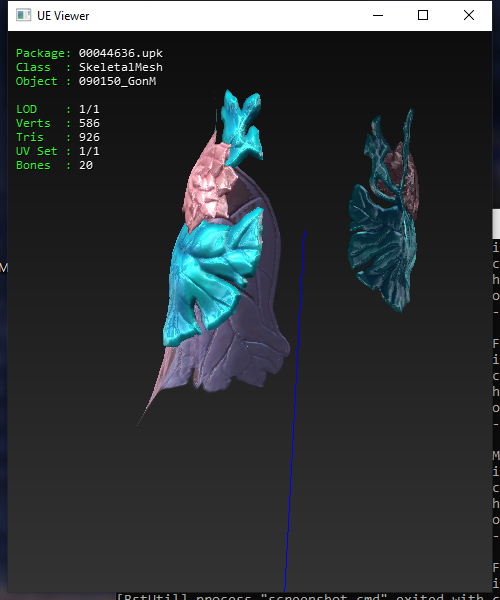 UE Viewer
Package: 00044636.upk
Class  : SkeletalMesh
Object : 090150_GonM
LOD    : 1/1
Verts  : 586
Tris   : 926
UV Set : 1/1
Bones  : 20
M
i
c
h
o
-
F
i
c
h
o
-
M
i
c
h
o
-
F
i
[BstUtil] process "screenshot.cmd" exited with c